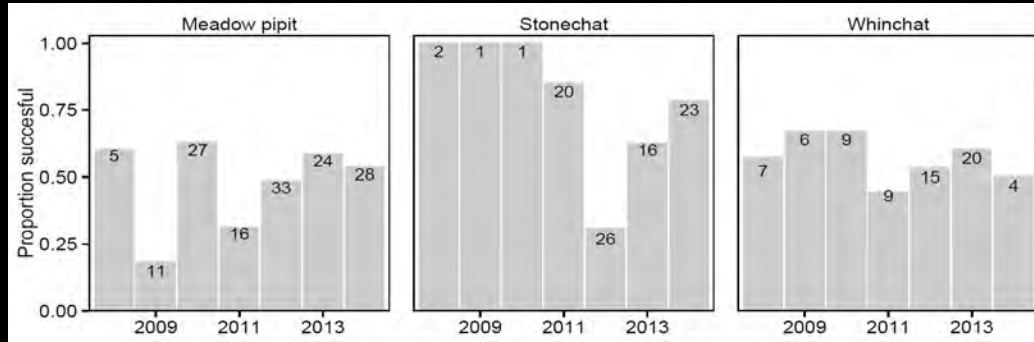 Meadow pipit Stonechat Whinchat
Proportion succesful
1.00
0.75
0.50
0.25
0.00
5 11 27 16 33 24 28
2 1 1 20 26 16 23
7 6 9 9 15 20 4
2009 2011 2013 2009 2011 2013 2009 2011 2013